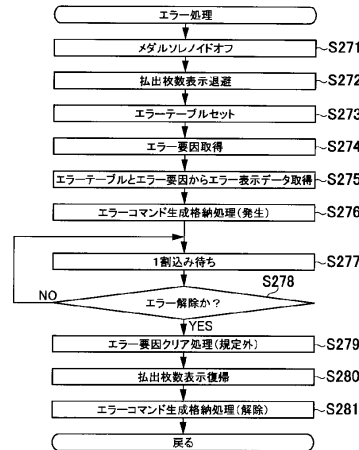 エラー処理
メダルソレノイドオフ
S271
払出枚数表示退避
S272
エラーテーブルセット
S273
エラー要因取得
S274
エラーテーブルとエラー要因からエラー表示データ取得
S275
エラーコマンド生成格納処理(発生)
S276
1割込み待ち
S277
S278
エラー解除か?
NO
YES
エラー要因クリア処理(規定外)
S279
払出枚数表示復帰
S280
エラーコマンド生成格納処理(解除)
S281
戻る